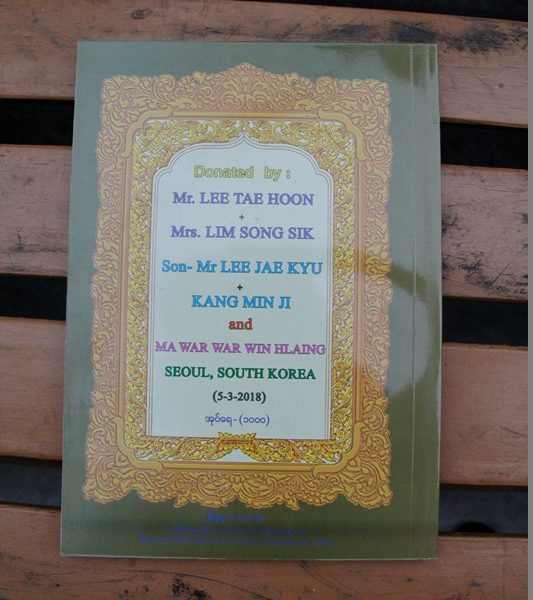 Donated by :
Mr. LEE TAE HOON
+
Mrs. LIM SONG SIK
Son- Mr LEE JAE KYU
+
KANG MIN JI
and
MA WAR WAR WIN HLAING
SEOUL, SOUTH KOREA
(5-3-2018)
အုပ်ရေ-(၁၀၀၀)